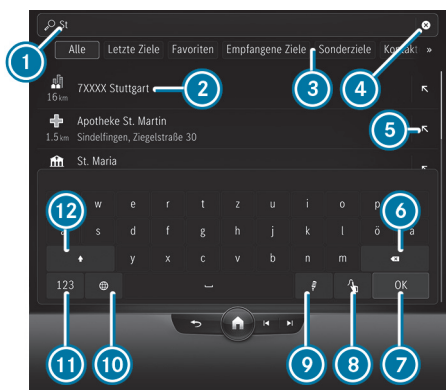 St
Alle Letzte Ziele Favoriten Empfangene Ziele Sonderziele Kontakt »
7XXXX Stuttgart
16 km
Apotheke St. Martin
1.5 km Sindelfingen, Ziegelstraße 30
St. Maria
w e r t z u i o p
a s d f g h j k l ö ä
y x c v b n m
123 OK
1
2
3
4
5
6
7
8
9
10
11
12